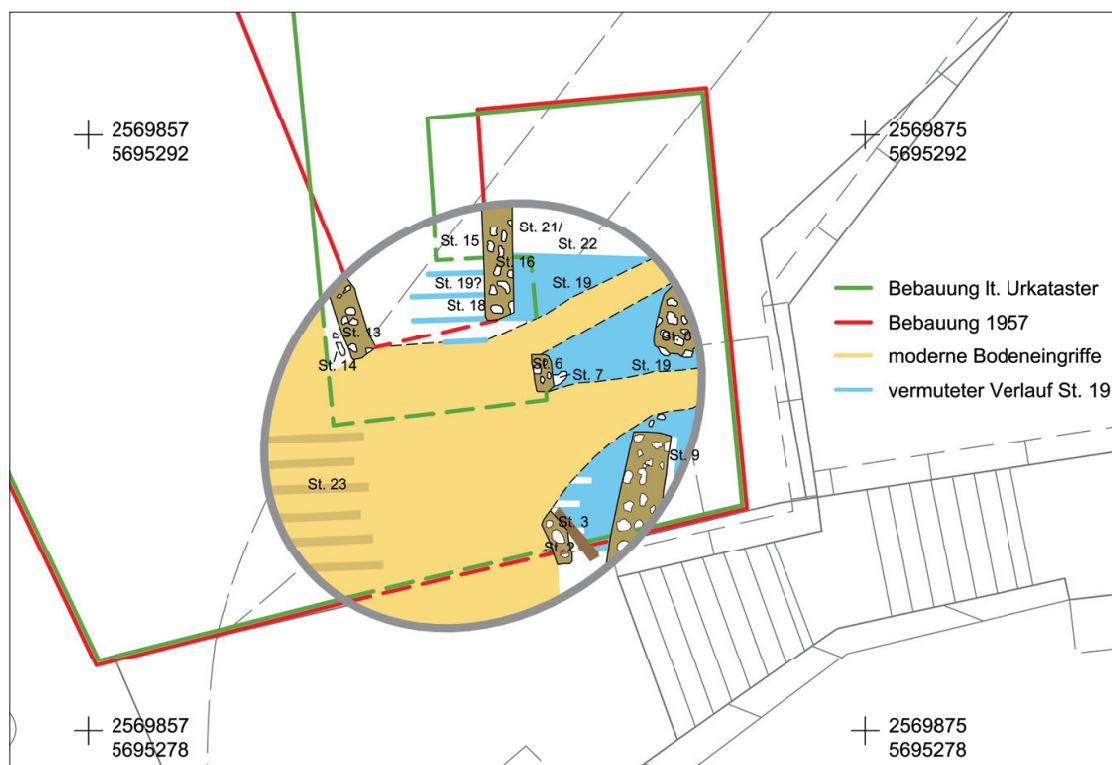 2569857
5695292
2569875
5695292
St. 15
St. 21/
St. 22
St. 16
St. 19?
St. 19
St. 18
St. 13
St. 14
St. 6
St. 7
St. 19
St. 9
St. 23
St. 3
St. 2
Bebauung lt. Urkataster
Bebauung 1957
moderne Bodeneingriffe
vermuteter Verlauf St. 19
2569857
5695278
2569875
5695278